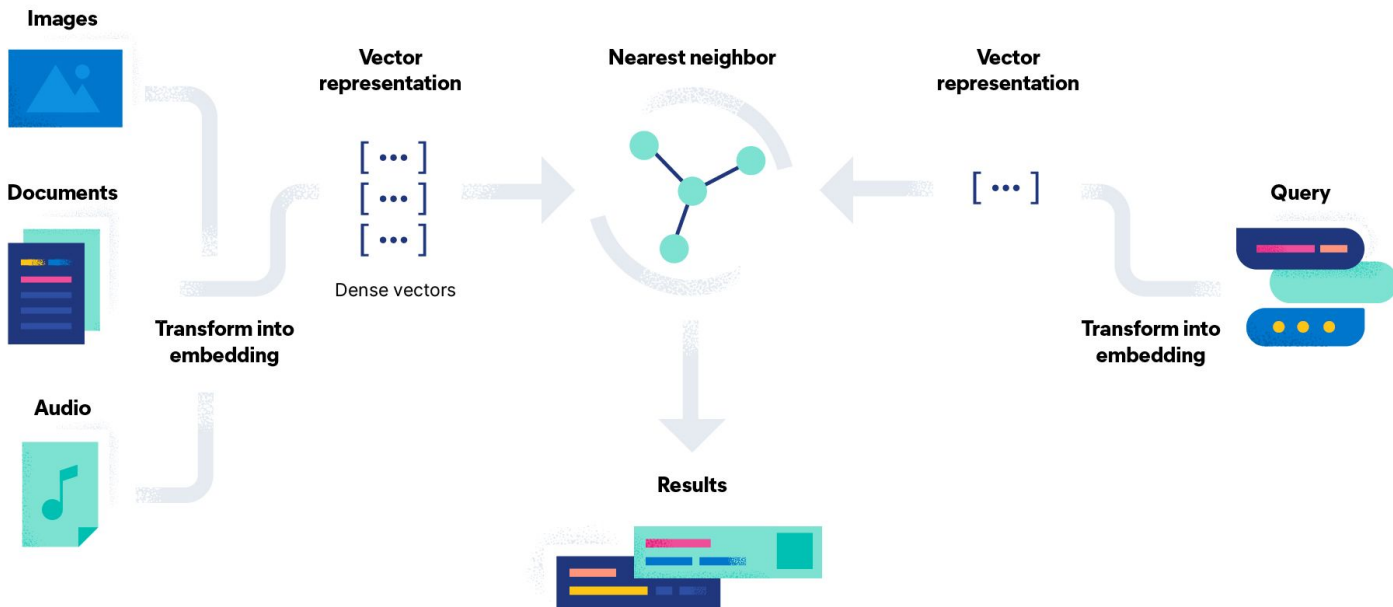 Images
Vector
representation
Nearest neighbor
Vector
representation
Documents
Query
Dense vectors
Transform into
embedding
Transform into
embedding
Audio
Results